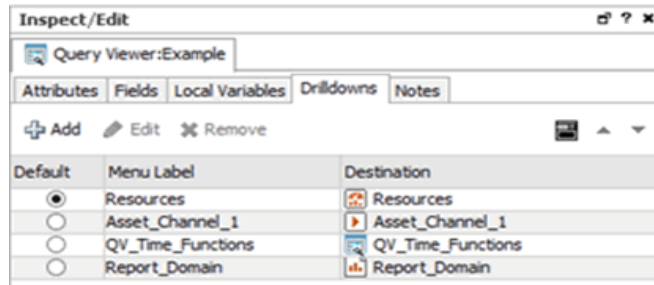 Inspect/Edit ?
Query Viewer:Example
Attributes Fields Local Variables Drilldowns Notes
Add Edit Remove
Default Menu Label Destination
Resources Resources
Asset_Channel_1 Asset_Channel_1
QV_Time_Functions QV_Time_Functions
Report_Domain Report_Domain